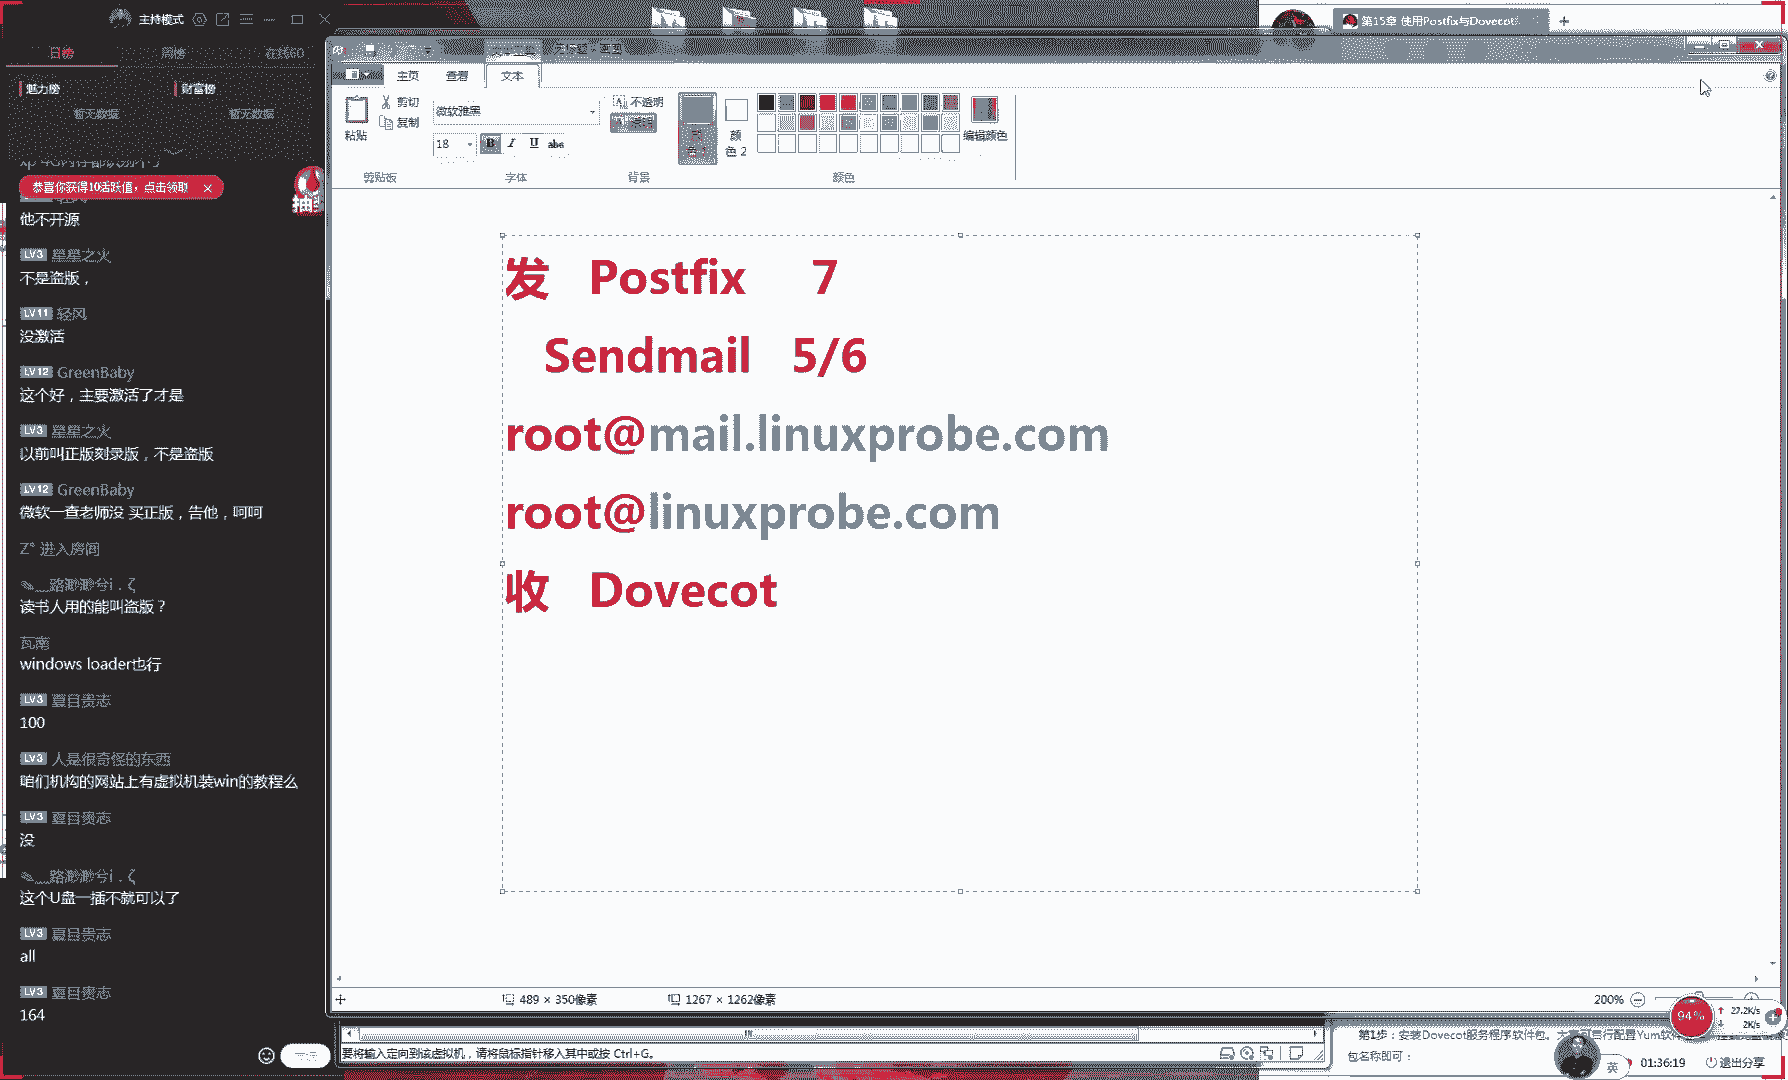 主持模式
日榜 周榜 在线60
魅力榜 财富榜
暂无数据 暂无数据
恭喜你获得10活跃值，点击领取
抽
他不开源
LV3 星星之火
不是盗版，
LV11 轻风
没激活
LV12 GreenBaby
这个好，主要激活了才是
LV3 星星之火
以前叫正版刻录版，不是盗版
LV12 GreenBaby
微软一查老师没 买正版，告他，呵呵
Z° 进入房间
路渺渺兮i . ζ
读书人用的能叫盗版？
瓦南
windows loader也行
LV3 夏目贵志
100
LV3 人是很奇怪的东西
咱们机构的网站上有虚拟机装win的教程么
LV3 夏目贵志
没
路渺渺兮i . ζ
这个U盘一插不就可以了
LV3 夏目贵志
all
LV3 夏目贵志
164
第15章 使用Postfix与Dovecot
主页 查看 文本
粘贴
剪切
复制
微软雅黑
18 B I U abc
不透明
颜色 2
编辑颜色
剪贴板 字体 背景 颜色
发 Postfix 7
Sendmail 5/6
root@mail.linuxprobe.com
root@linuxprobe.com
收 Dovecot
489 × 350像素 1267 × 1262像素 200%
94% 27.2K/s
2K/s
要将输入定向到该虚拟机，请将鼠标指针移入其中或按 Ctrl+G。
第1步：安装Dovecot服务程序软件包。
包名称即可：
英 01:36:19 退出分享